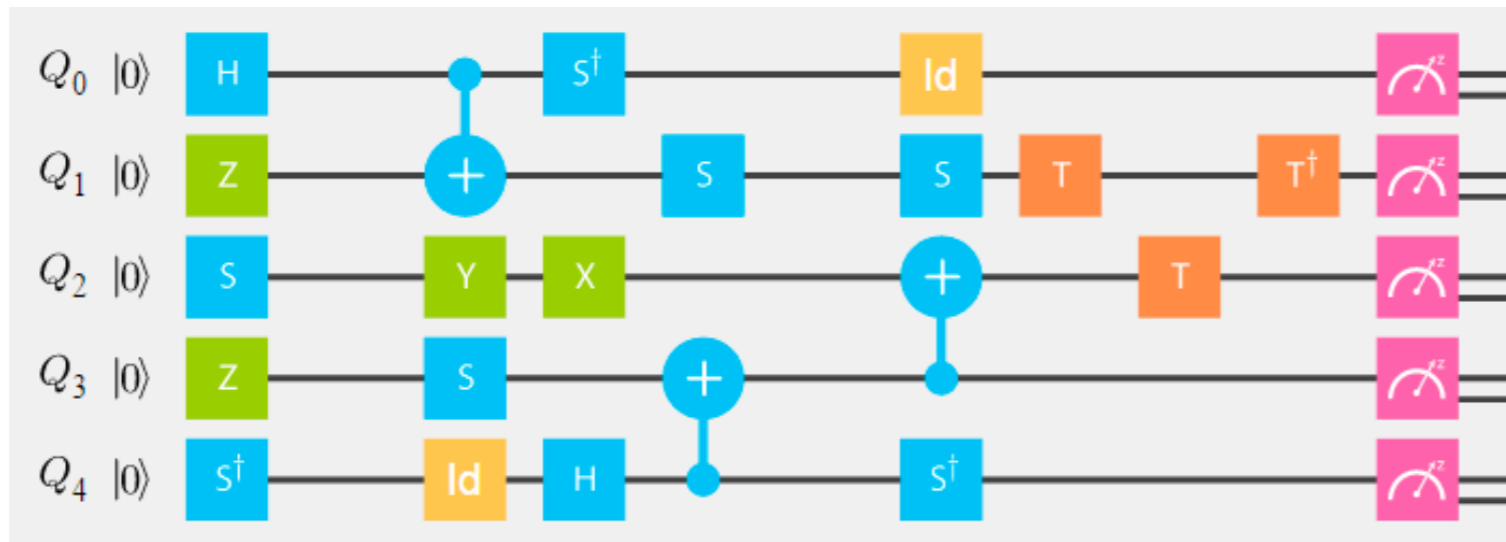 Q₀ |0⟩ H S† Id z
Q₁ |0⟩ Z + S S T T† z
Q₂ |0⟩ S Y X + T z
Q₃ |0⟩ Z S + z
Q₄ |0⟩ S† Id H S† z